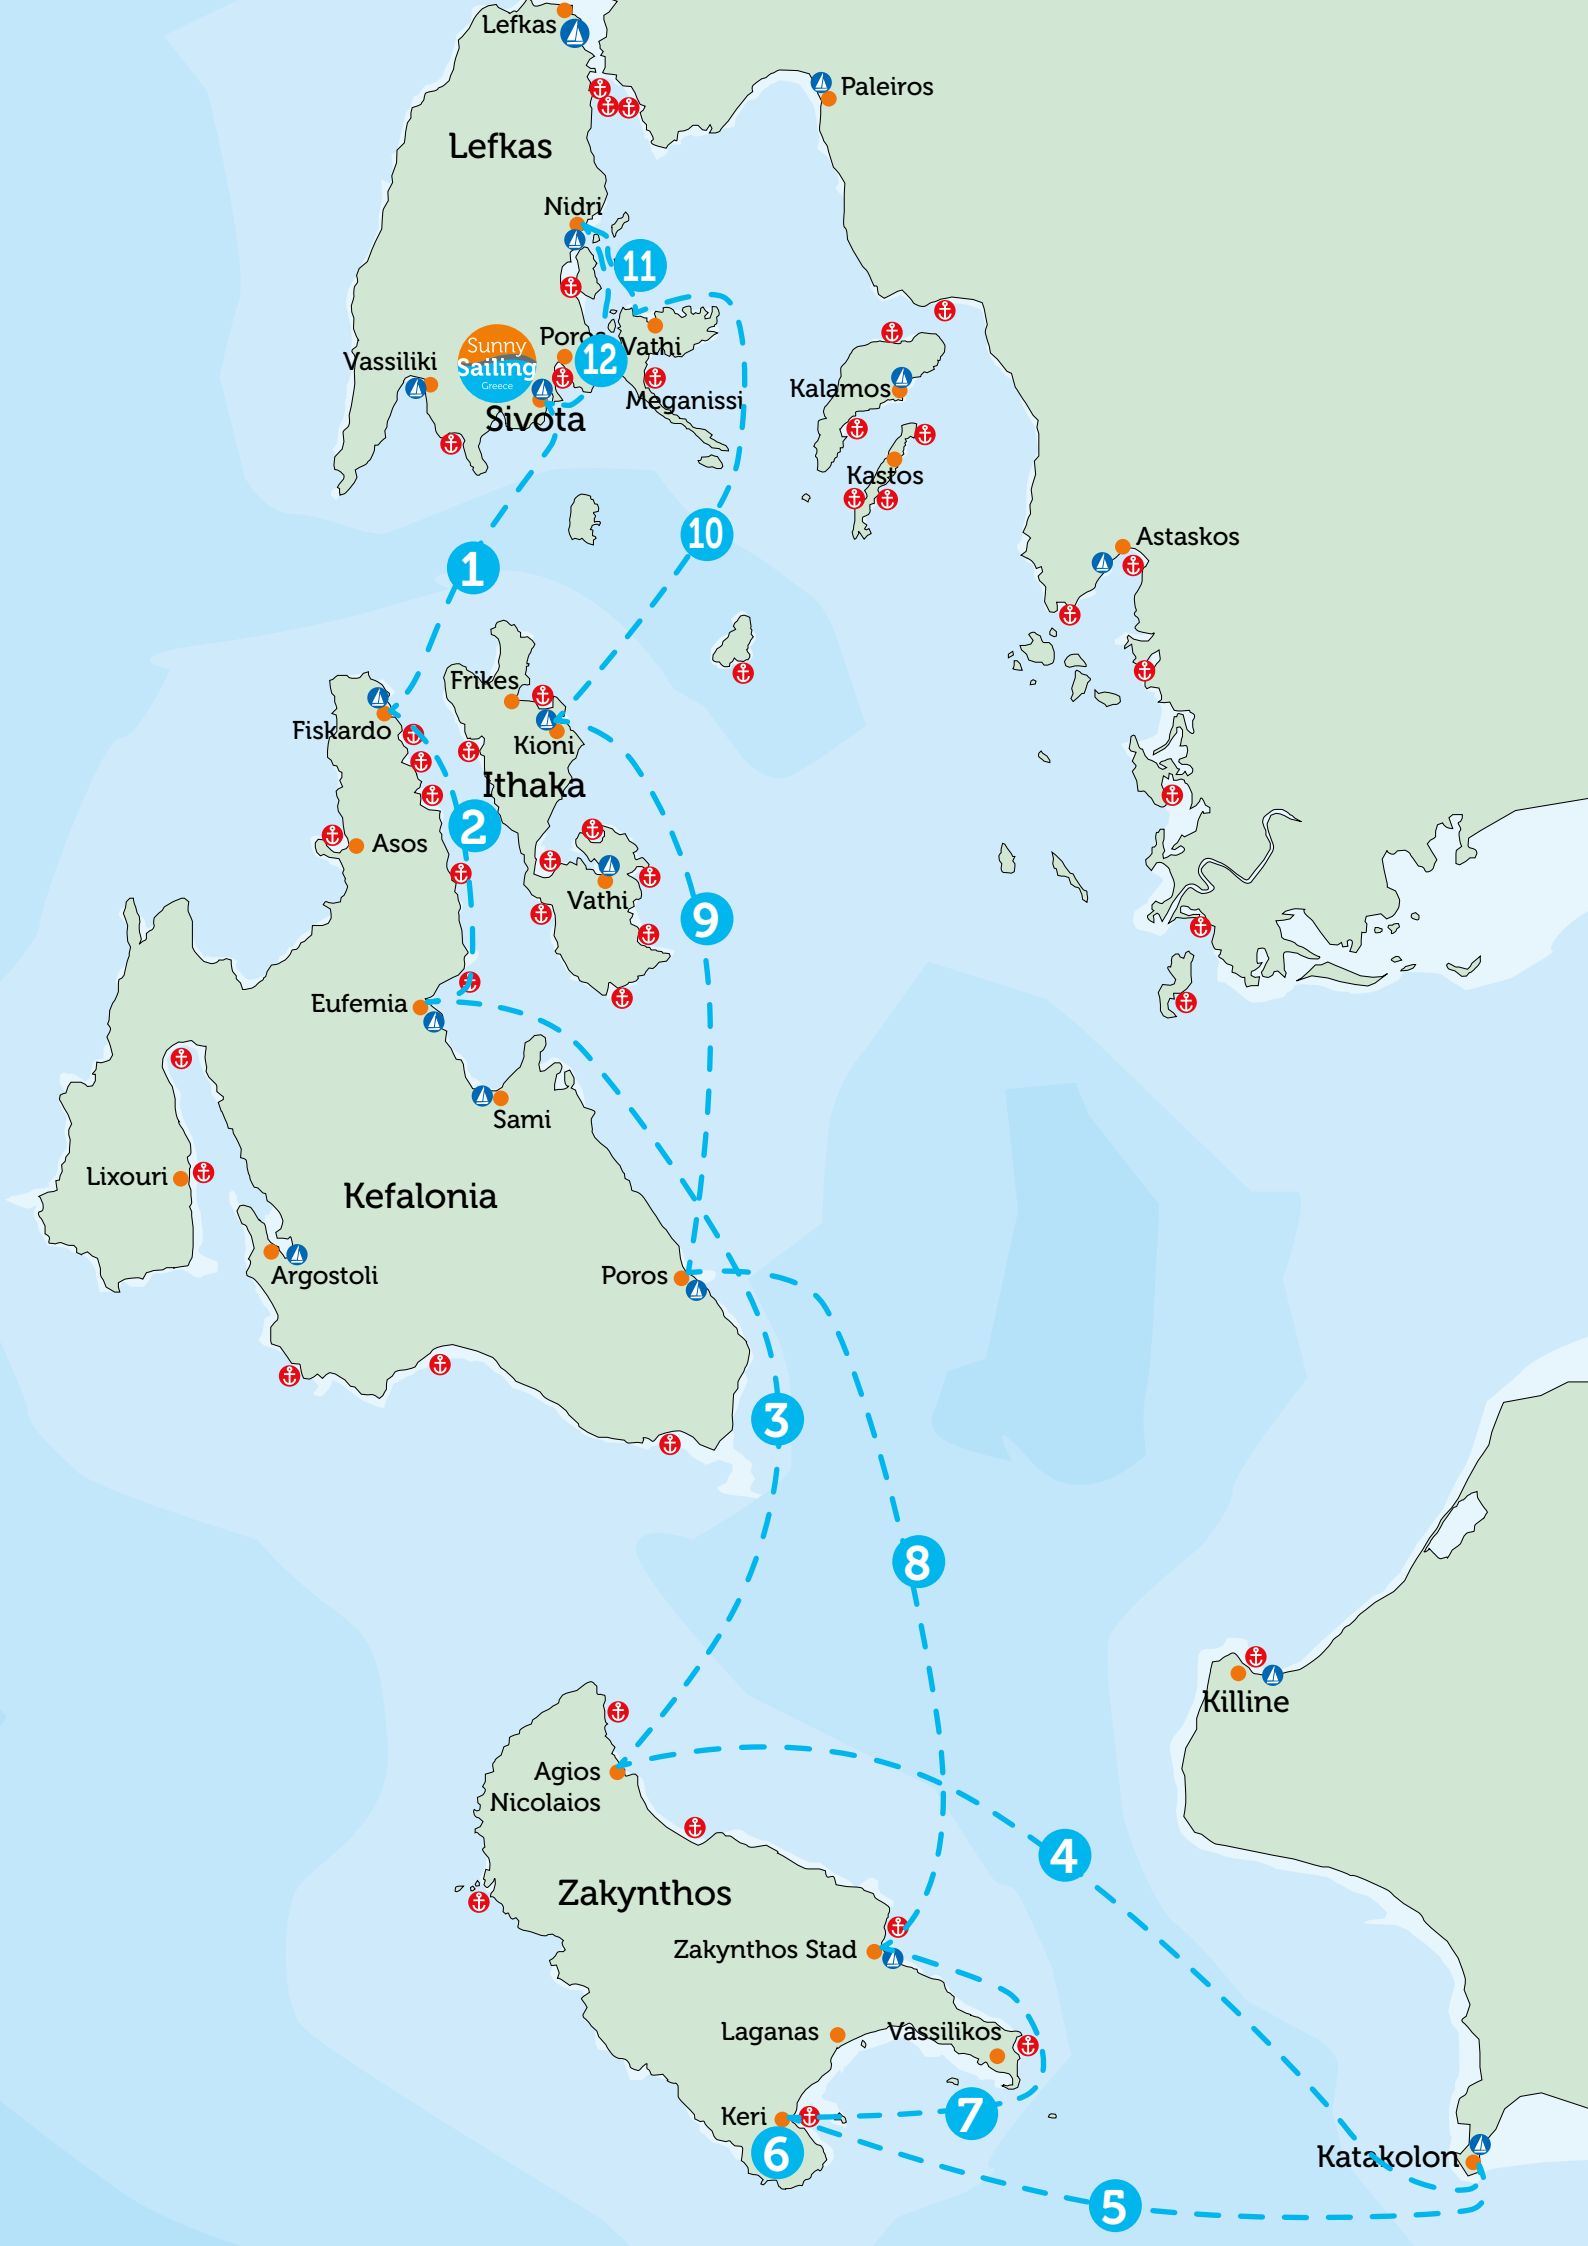 Lefkas
Paleiros
Lefkas
Nidri
11
Poros
Sunny
Sailing
Greece
12
Vathi
Vassiliki
Kalamos
Meganissi
Sivota
Kastos
10
Astaskos
1
Frikes
Fiskardo
Kioni
Ithaka
2
Asos
Vathi
9
Eufemia
Sami
Lixouri
Kefalonia
Argostoli
Poros
3
8
Killine
Agios
Nicolaios
4
Zakynthos
Zakynthos Stad
Laganas
Vassilikos
Keri
7
6
Katakolon
5